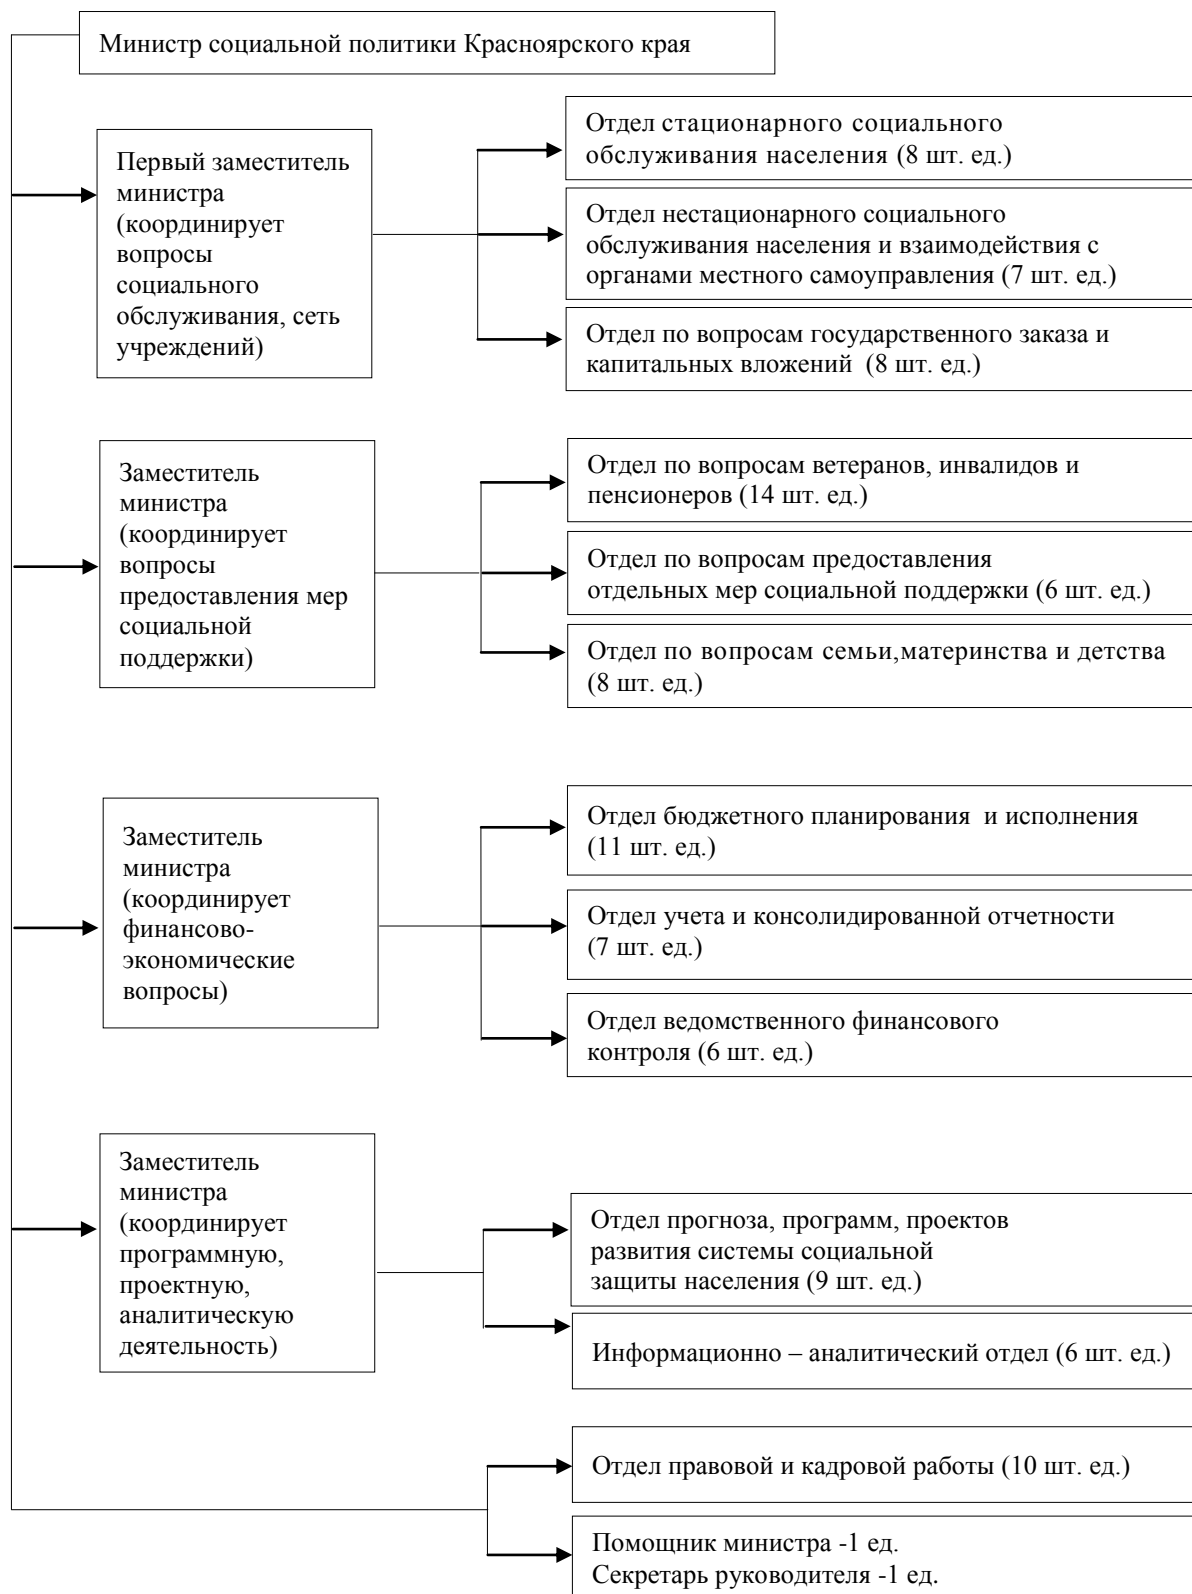 Министр социальной политики Красноярского края
Первый заместитель
министра
(координирует
вопросы
социального
обслуживания, сеть
учреждений)
Отдел стационарного социального
обслуживания населения (8 шт. ед.)
Отдел нестационарного социального
обслуживания населения и взаимодействия с
органами местного самоуправления (7 шт. ед.)
Отдел по вопросам государственного заказа и
капитальных вложений (8 шт. ед.)
Заместитель
министра
(координирует
вопросы
предоставления мер
социальной
поддержки)
Отдел по вопросам ветеранов, инвалидов и
пенсионеров (14 шт. ед.)
Отдел по вопросам предоставления
отдельных мер социальной поддержки (6 шт. ед.)
Отдел по вопросам семьи,материнства и детства
(8 шт. ед.)
Заместитель
министра
(координирует
финансово-
экономические
вопросы)
Отдел бюджетного планирования и исполнения
(11 шт. ед.)
Отдел учета и консолидированной отчетности
(7 шт. ед.)
Отдел ведомственного финансового
контроля (6 шт. ед.)
Заместитель
министра
(координирует
программную,
проектную,
аналитическую
деятельность)
Отдел прогноза, программ, проектов
развития системы социальной
защиты населения (9 шт. ед.)
Информационно – аналитический отдел (6 шт. ед.)
Отдел правовой и кадровой работы (10 шт. ед.)
Помощник министра -1 ед.
Секретарь руководителя -1 ед.